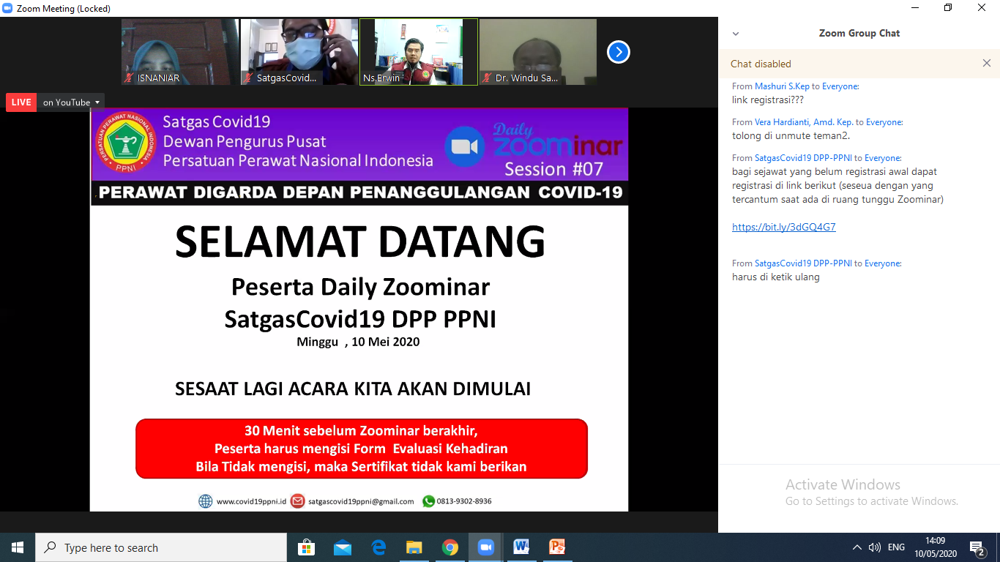 Zoom Meeting (Locked)
ISNANIAR
SatgasCovid...
Ns.Erwin
Dr. Windu Sa...
LIVE
on YouTube
PERSATUAN PERAWAT NASIONAL INDONESIA
PPNI
Satgas Covid19
Dewan Pengurus Pusat
Persatuan Perawat Nasional Indonesia
Daily
zoominar
Session #07
PERAWAT DIGARDA DEPAN PENANGGULANGAN COVID-19
SELAMAT DATANG
Peserta Daily Zoominar
SatgasCovid19 DPP PPNI
Minggu , 10 Mei 2020
SESAAT LAGI ACARA KITA AKAN DIMULAI
30 Menit sebelum Zoominar berakhir,
Peserta harus mengisi Form Evaluasi Kehadiran
Bila Tidak mengisi, maka Sertifikat tidak kami berikan
www.covid19ppni.id satgascovid19ppni@gmail.com 0813-9302-8936
Zoom Group Chat
Chat disabled
From Mashuri S.Kep to Everyone:
link registrasi???
From Vera Hardianti, Amd. Kep. to Everyone:
tolong di unmute teman2.
From SatgasCovid19 DPP-PPNI to Everyone:
bagi sejawat yang belum registrasi awal dapat
registrasi di link berikut (seseua dengan yang
tercantum saat ada di ruang tunggu Zoominar)
https://bit.ly/3dGQ4G7
From SatgasCovid19 DPP-PPNI to Everyone:
harus di ketik ulang
Activate Windows
Go to Settings to activate Windows.
Type here to search
ENG
14:09
10/05/2020
2